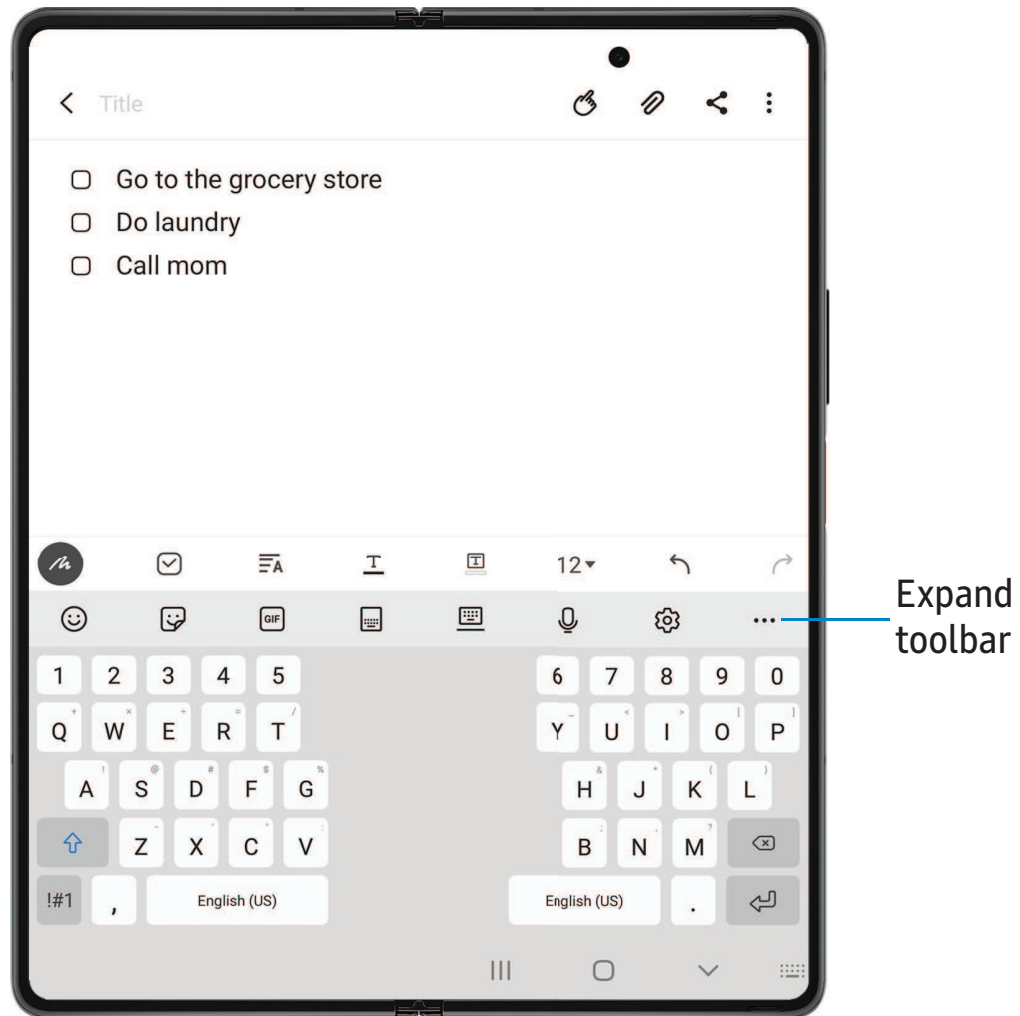 Title
Go to the grocery store
Do laundry
Call mom
12
GIF
Expand
toolbar
1 2 3 4 5 6 7 8 9 0
Q W E R T Y U I O P
A S D F G H J K L
Z X C V B N M
!#1 , English (US) English (US) .